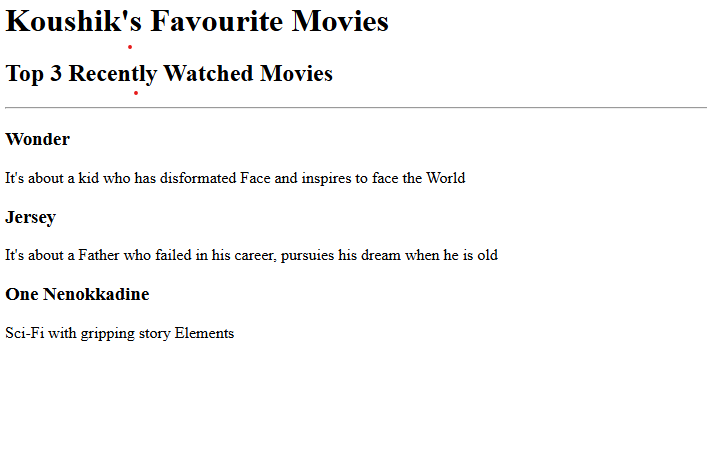 Koushik's Favourite Movies
Top 3 Recently Watched Movies
Wonder
It's about a kid who has disformated Face and inspires to face the World
Jersey
It's about a Father who failed in his career, pursuies his dream when he is old
One Nenokkadine
Sci-Fi with gripping story Elements